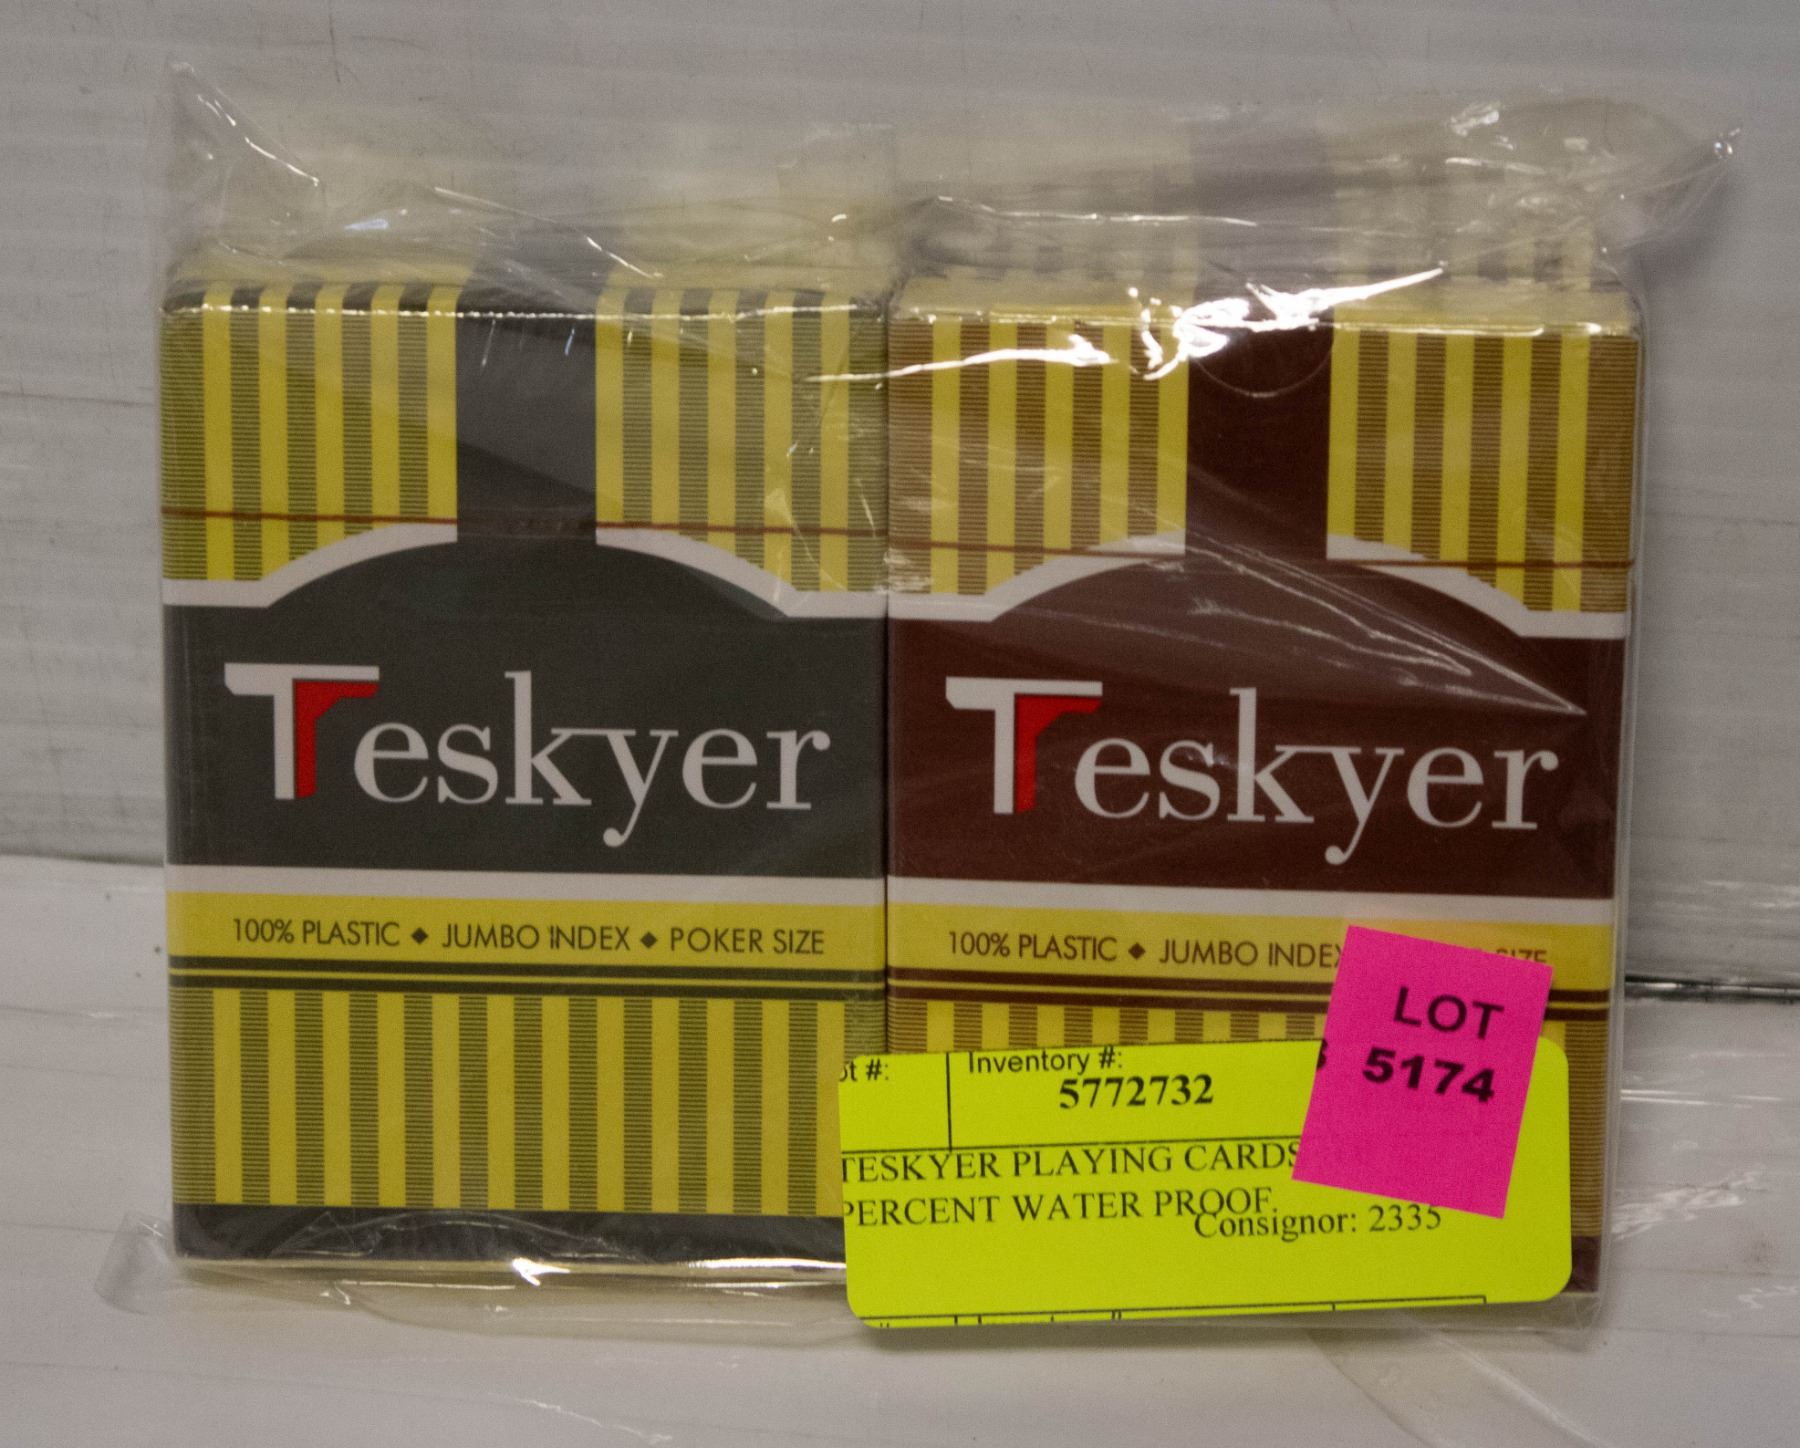 Teskyer
100% PLASTIC ◆ JUMBO INDEX ◆ POKER SIZE
Teskyer
100% PLASTIC ◆ JUMBO INDEX SIZE
LOT
5174
#:
Inventory #:
5772732
TESKYER PLAYING CARDS
PERCENT WATER PROOF
Consignor: 2335